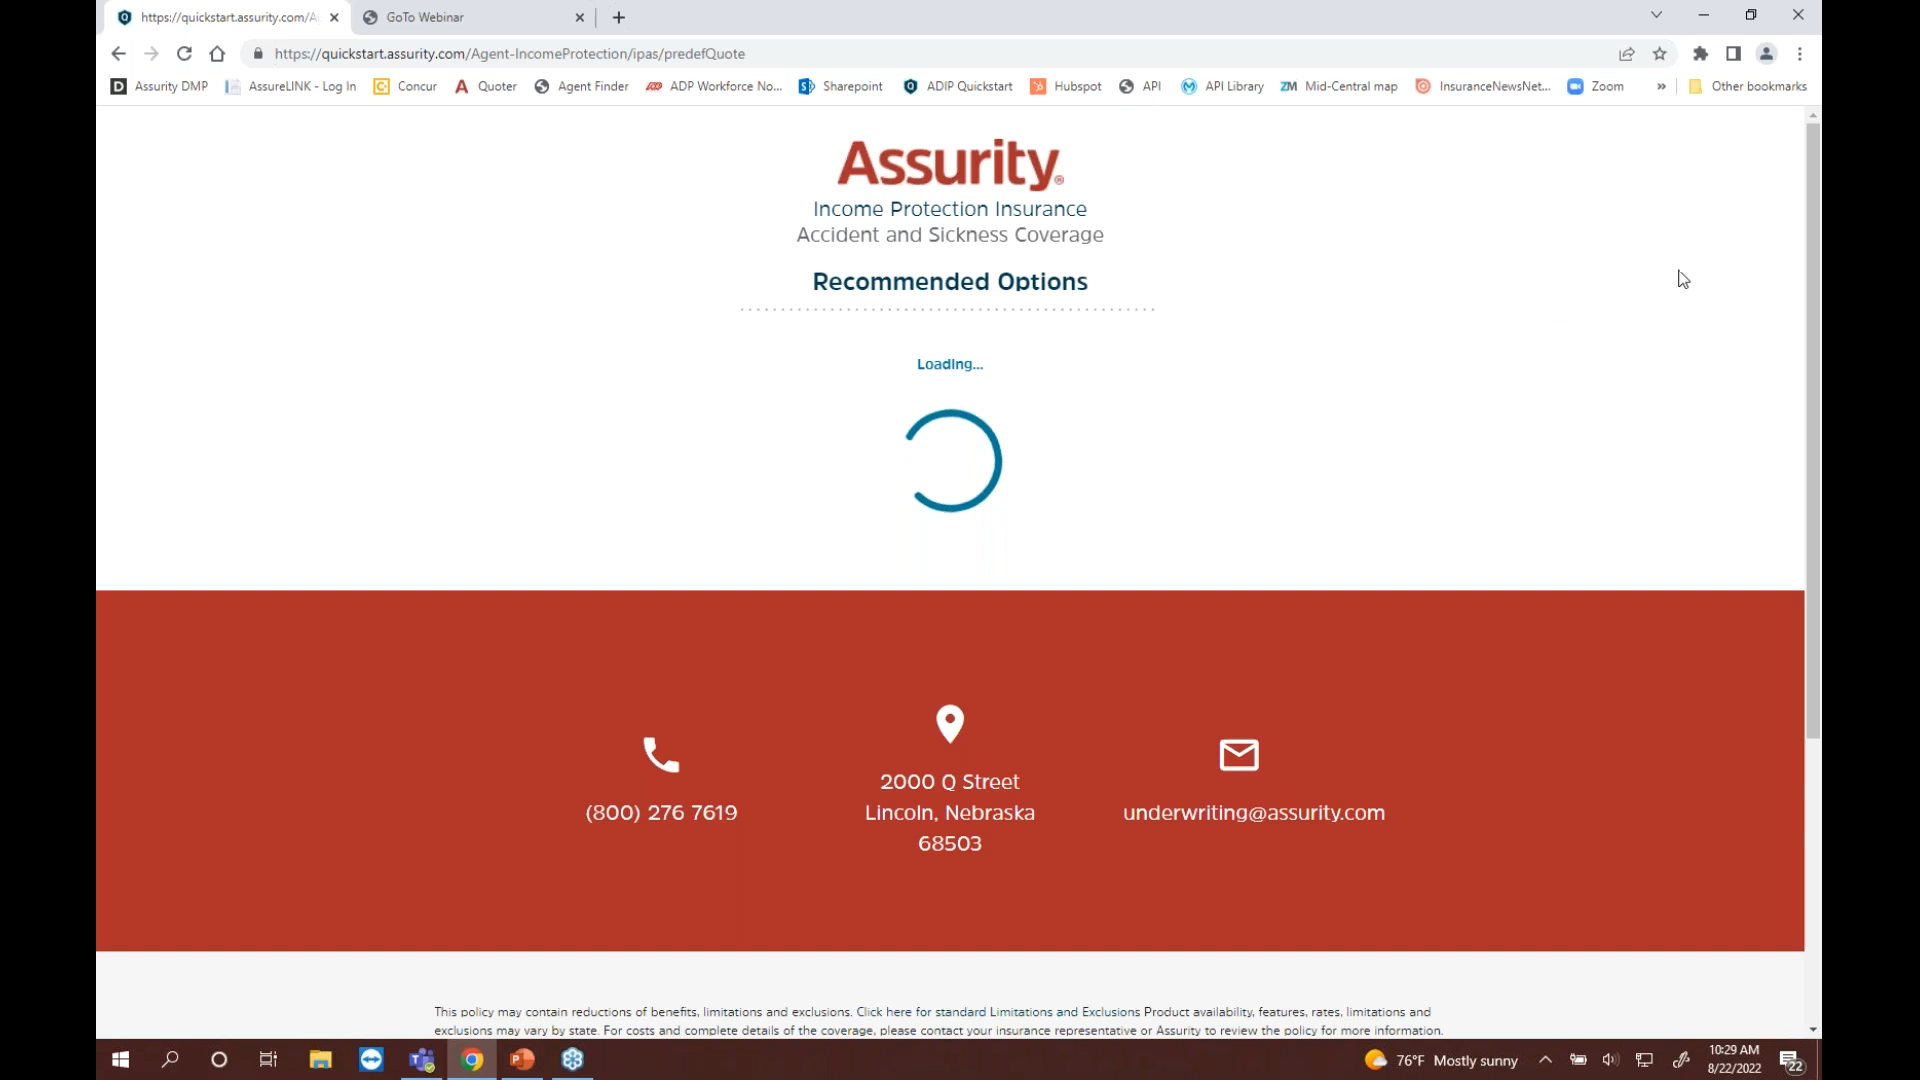 https://quickstart.assurity.com/A
GoTo Webinar
https://quickstart.assurity.com/Agent-IncomeProtection/ipas/predefQuote
Assurity DMP
AssureLINK - Log In
Concur
Quoter
Agent Finder
ADP Workforce No...
Sharepoint
ADIP Quickstart
Hubspot
API
API Library
ZM Mid-Central map
InsuranceNewsNet...
Zoom
»
Other bookmarks
Assurity®
Income Protection Insurance
Accident and Sickness Coverage
Recommended Options
Loading...
(800) 276 7619
2000 Q Street
Lincoln, Nebraska
68503
underwriting@assurity.com
This policy may contain reductions of benefits, limitations and exclusions. Click here for standard Limitations and Exclusions Product availability, features, rates, limitations and
exclusions may vary by state. For costs and complete details of the coverage, please contact your insurance representative or Assurity to review the policy for more information.
76°F Mostly sunny
10:29 AM
8/22/2022
22